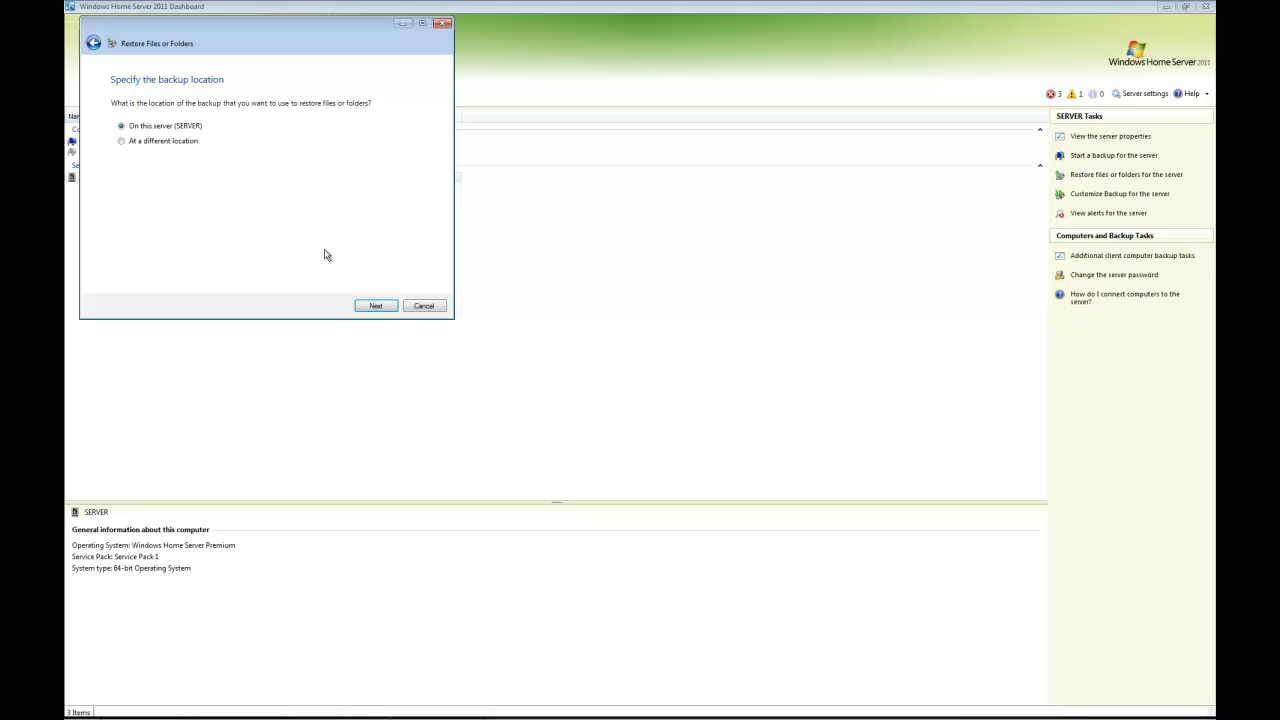 Windows Home Server 2011 Dashboard
Restore Files or Folders
Specify the backup location
What is the location of the backup that you want to use to restore files or folders?
On this server (SERVER)
At a different location
Next
Cancel
Windows Home Server 2011
3
1
0
Server settings
Help
SERVER Tasks
View the server properties
Start a backup for the server
Restore files or folders for the server
Customize Backup for the server
View alerts for the server
Computers and Backup Tasks
Additional client computer backup tasks
Change the server password
How do I connect computers to the
server?
SERVER
General information about this computer
Operating System: Windows Home Server Premium
Service Pack: Service Pack 1
System type: 64-bit Operating System
3 Items